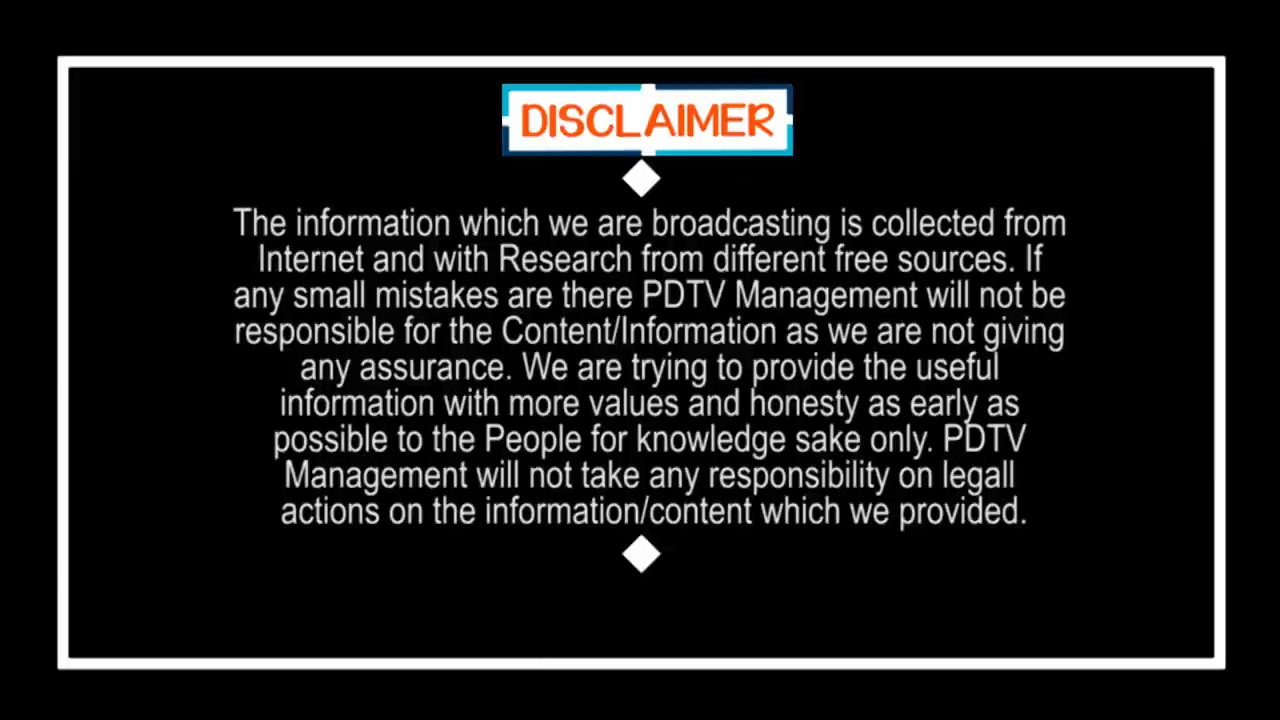 DISCLAIMER
The information which we are broadcasting is collected from
Internet and with Research from different free sources. If
any small mistakes are there PDTV Management will not be
responsible for the Content/Information as we are not giving
any assurance. We are trying to provide the useful
information with more values and honesty as early as
possible to the People for knowledge sake only. PDTV
Management will not take any responsibility on legall
actions on the information/content which we provided.